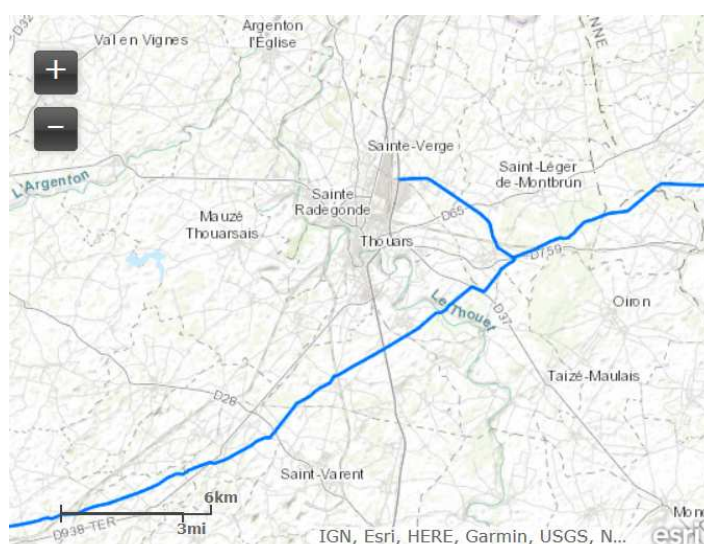 D32
Val en Vignes
Argenton
l'Église
+
−
L'Argenton
Sainte-Verge
Saint-Léger
de-Montbrun
Sainte
Radegonde
D65
Mauzé
Thouarsais
Thouars
D759
Le Thouet
D37
Oiron
Taizé-Maulais
D28
Saint-Varent
6km
3mi
D938-TER
IGN, Esri, HERE, Garmin, USGS, N...
esri